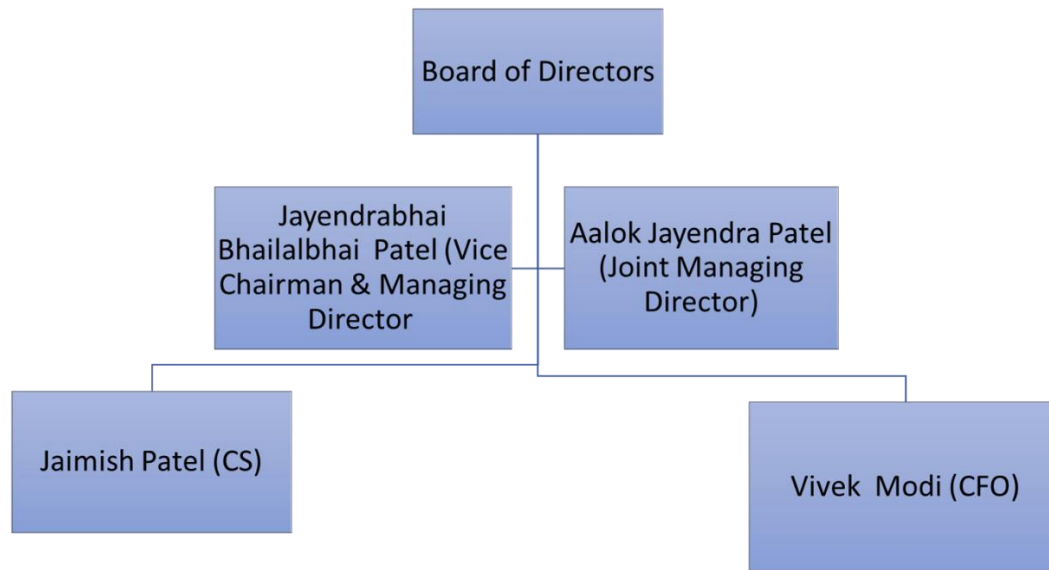 Board of Directors
Jayendrabhai
Bhailalbhai  Patel (Vice
Chairman & Managing
Director
Aalok Jayendra Patel
(Joint Managing
Director)
Jaimish Patel (CS)
Vivek  Modi (CFO)